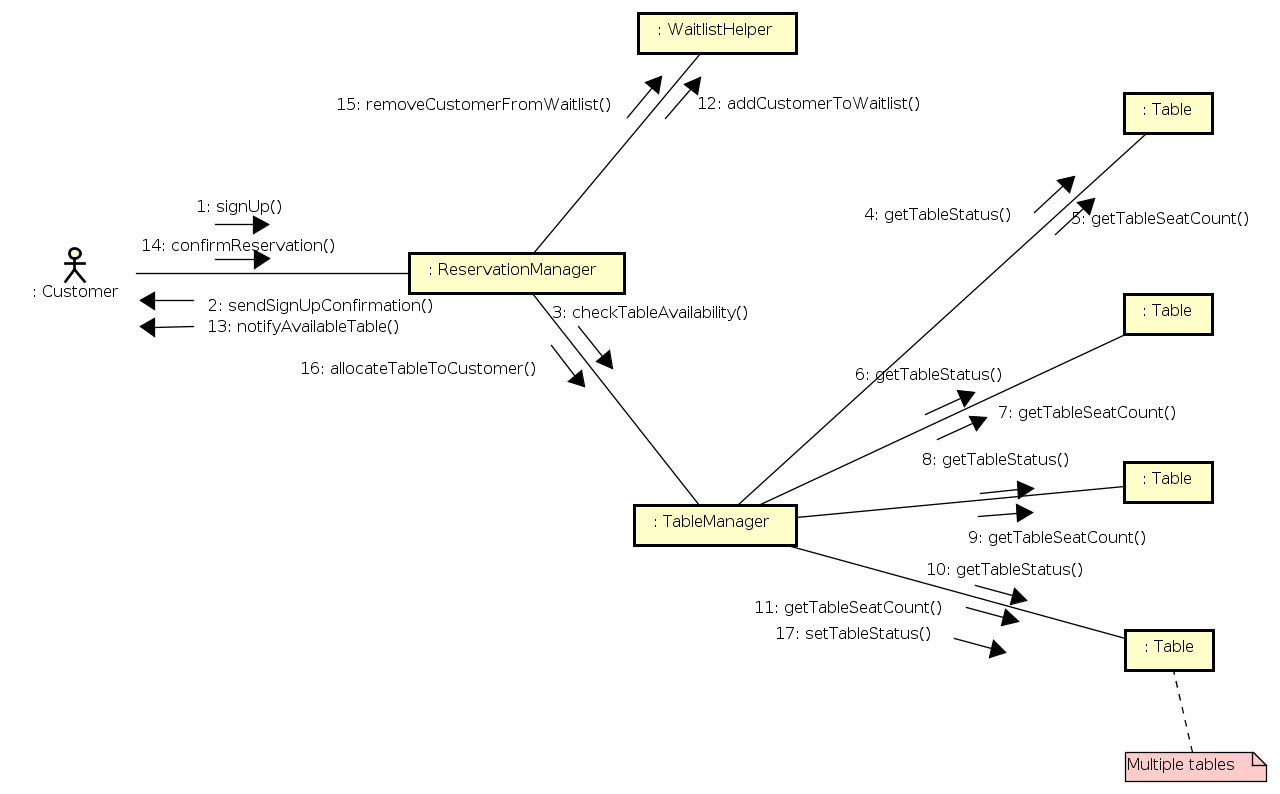 : WaitlistHelper
15: removeCustomerFromWaitlist()
12: addCustomerToWaitlist()
: Table
1: signUp()
4: getTableStatus()
5: getTableSeatCount()
14: confirmReservation()
: ReservationManager
: Customer
2: sendSignUpConfirmation()
3: checkTableAvailability()
: Table
13: notifyAvailableTable()
16: allocateTableToCustomer()
6: getTableStatus()
7: getTableSeatCount()
8: getTableStatus()
: Table
: TableManager
9: getTableSeatCount()
10: getTableStatus()
11: getTableSeatCount()
17: setTableStatus()
: Table
Multiple tables